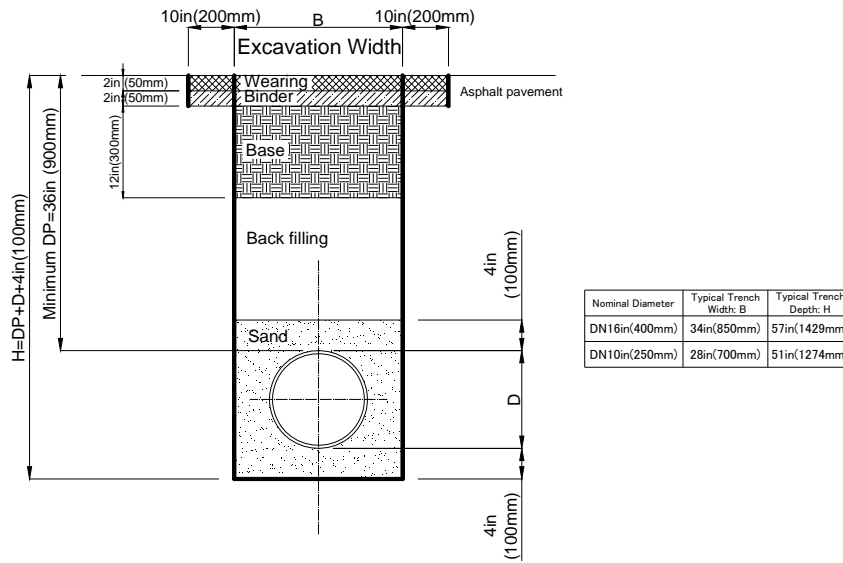 10in(200mm) B 10in(200mm)
Excavation Width
2in(50mm) Wearing
2in(50mm) Binder
Asphalt pavement
12in(300mm)
Base
Minimum DP=36in (900mm)
H=DP+D+4in(100mm)
Back filling
4in
(100mm)
Sand
D
4in
(100mm)
Nominal Diameter Typical Trench Width: B Typical Trench Depth: H
DN16in(400mm) 34in(850mm) 57in(1429mm
DN10in(250mm) 28in(700mm) 51in(1274mm